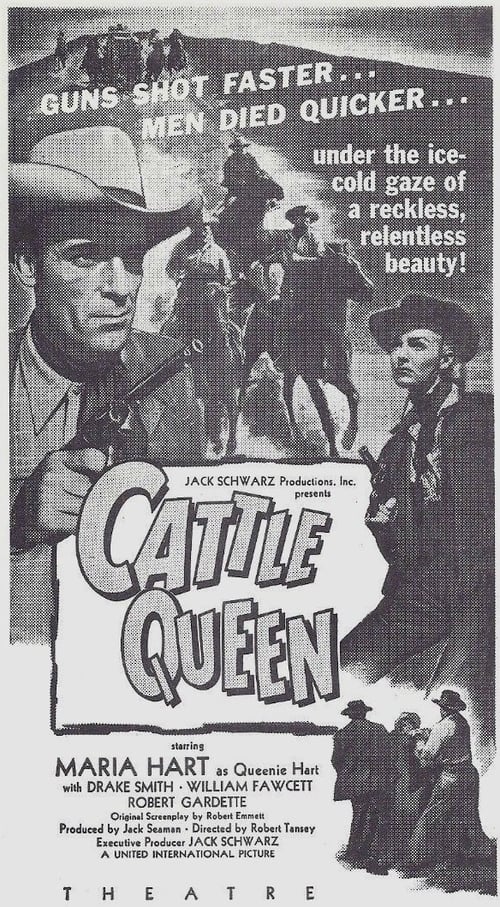 GUNS SHOT FASTER...
MEN DIED QUICKER...
under the ice-
cold gaze of
a reckless,
relentless
beauty!
JACK SCHWARZ Productions, Inc.
presents
CATTLE
QUEEN
starring
MARIA HART as Queenie Hart
with DRAKE SMITH · WILLIAM FAWCETT
ROBERT GARDETTE
Original Screenplay by Robert Emmett
Produced by Jack Seaman · Directed by Robert Tansey
Executive Producer JACK SCHWARZ
A UNITED INTERNATIONAL PICTURE
THEATRE